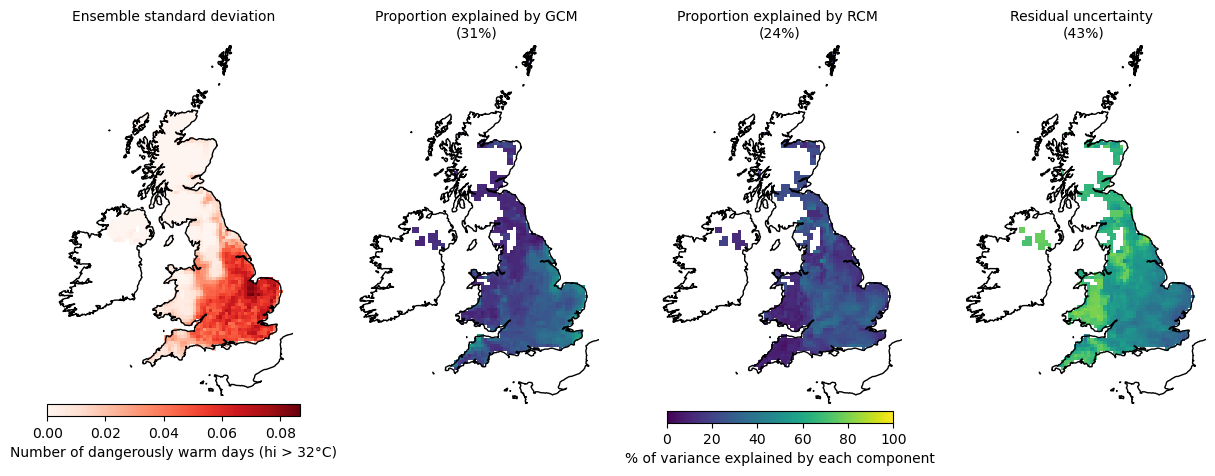 Ensemble standard deviation
Proportion explained by GCM
(31%)
Proportion explained by RCM
(24%)
Residual uncertainty
(43%)
0.00 0.02 0.04 0.06 0.08
Number of dangerously warm days (hi > 32°C)
0 20 40 60 80 100
% of variance explained by each component